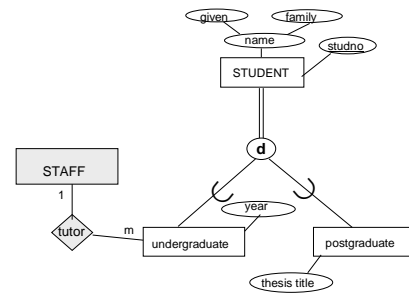 given
family
name
studno
STUDENT
d
STAFF
1
year
tutor
m
undergraduate
postgraduate
thesis title